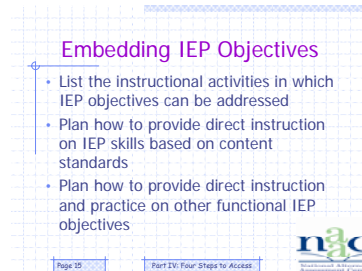 Embedding IEP Objectives
• List the instructional activities in which
IEP objectives can be addressed
• Plan how to provide direct instruction
on IEP skills based on content
standards
• Plan how to provide direct instruction
and practice on other functional IEP
objectives
Page 15
Part IV: Four Steps to Access